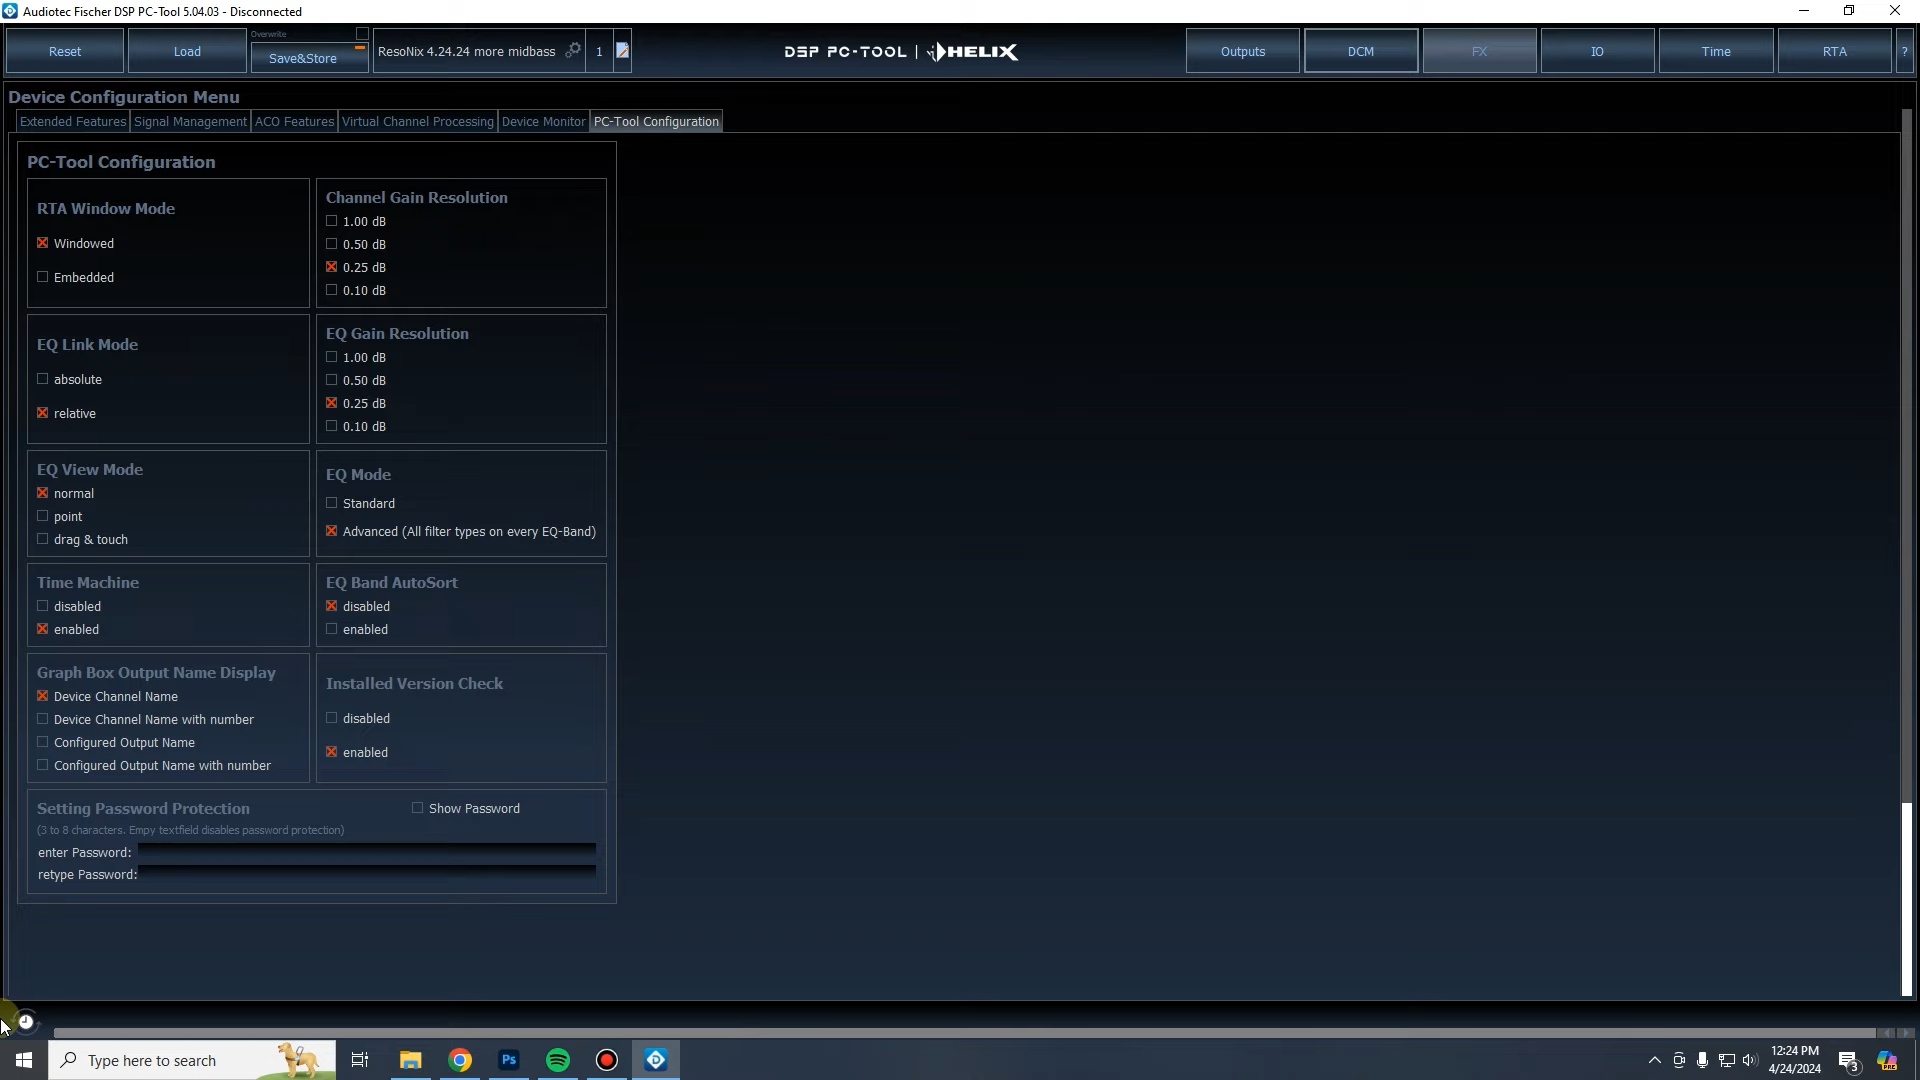 Audiotec Fischer DSP PC-Tool 5.04.03 - Disconnected
Reset
Load
Overwrite
Save&Store
ResoNix 4.24.24 more midbass
1
DSP PC-TOOL | HELIX
Outputs
DCM
FX
IO
Time
RTA
?
Device Configuration Menu
Extended Features
Signal Management
ACO Features
Virtual Channel Processing
Device Monitor
PC-Tool Configuration
PC-Tool Configuration
RTA Window Mode
Windowed
Embedded
Channel Gain Resolution
1.00 dB
0.50 dB
0.25 dB
0.10 dB
EQ Link Mode
absolute
relative
EQ Gain Resolution
1.00 dB
0.50 dB
0.25 dB
0.10 dB
EQ View Mode
normal
point
drag & touch
EQ Mode
Standard
Advanced (All filter types on every EQ-Band)
Time Machine
disabled
enabled
EQ Band AutoSort
disabled
enabled
Graph Box Output Name Display
Device Channel Name
Device Channel Name with number
Configured Output Name
Configured Output Name with number
Installed Version Check
disabled
enabled
Setting Password Protection
Show Password
(3 to 8 characters. Empy textfield disables password protection)
enter Password:
retype Password:
Type here to search
Ps
12:24 PM
4/24/2024
3
PRE